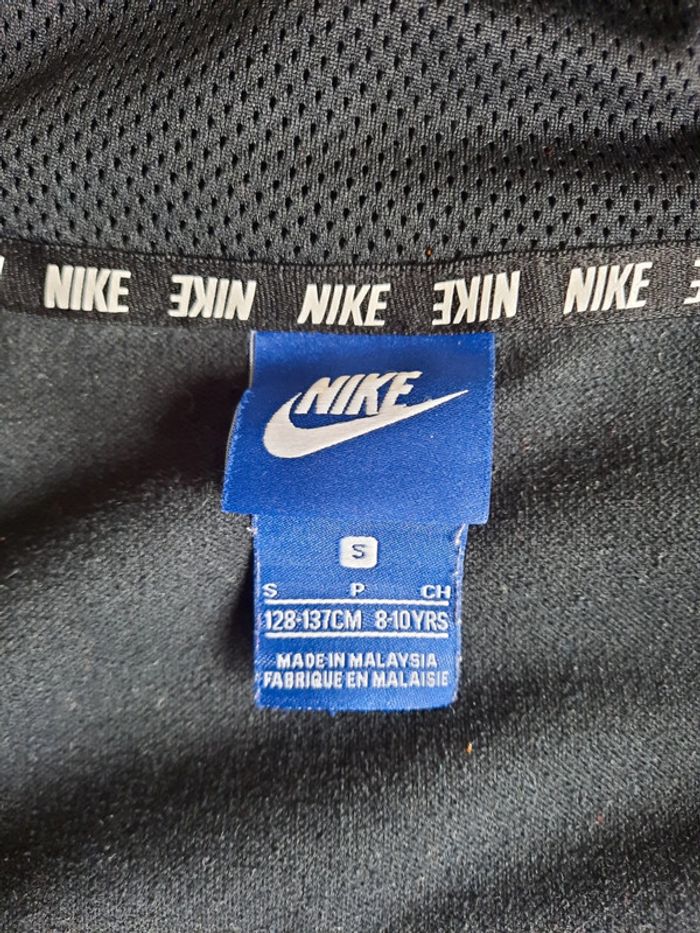 NIKE NIKE NIKE NIKE NIKE
NIKE
S
S P CH
128-137CM 8-10YRS
MADE IN MALAYSIA
FABRIQUE EN MALAISIE